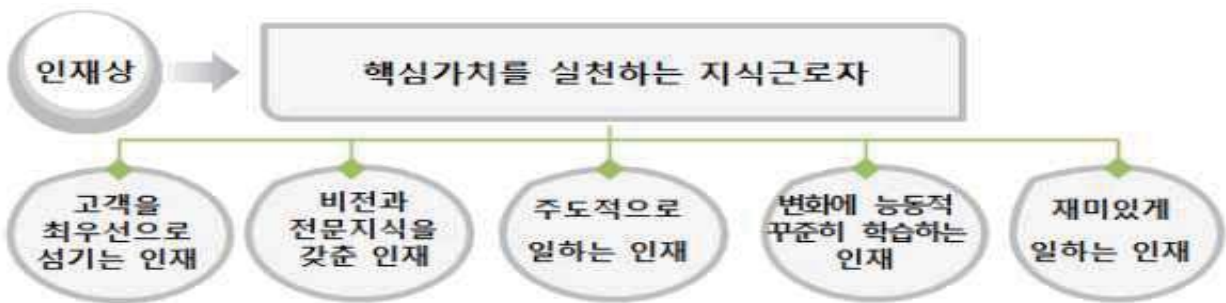 인재상
핵심가치를 실천하는 지식근로자
고객을
최우선으로
섬기는 인재
비전과
전문지식을
갖춘 인재
주도적으로
일하는 인재
변화에 능동적
꾸준히 학습하는
인재
재미있게
일하는 인재